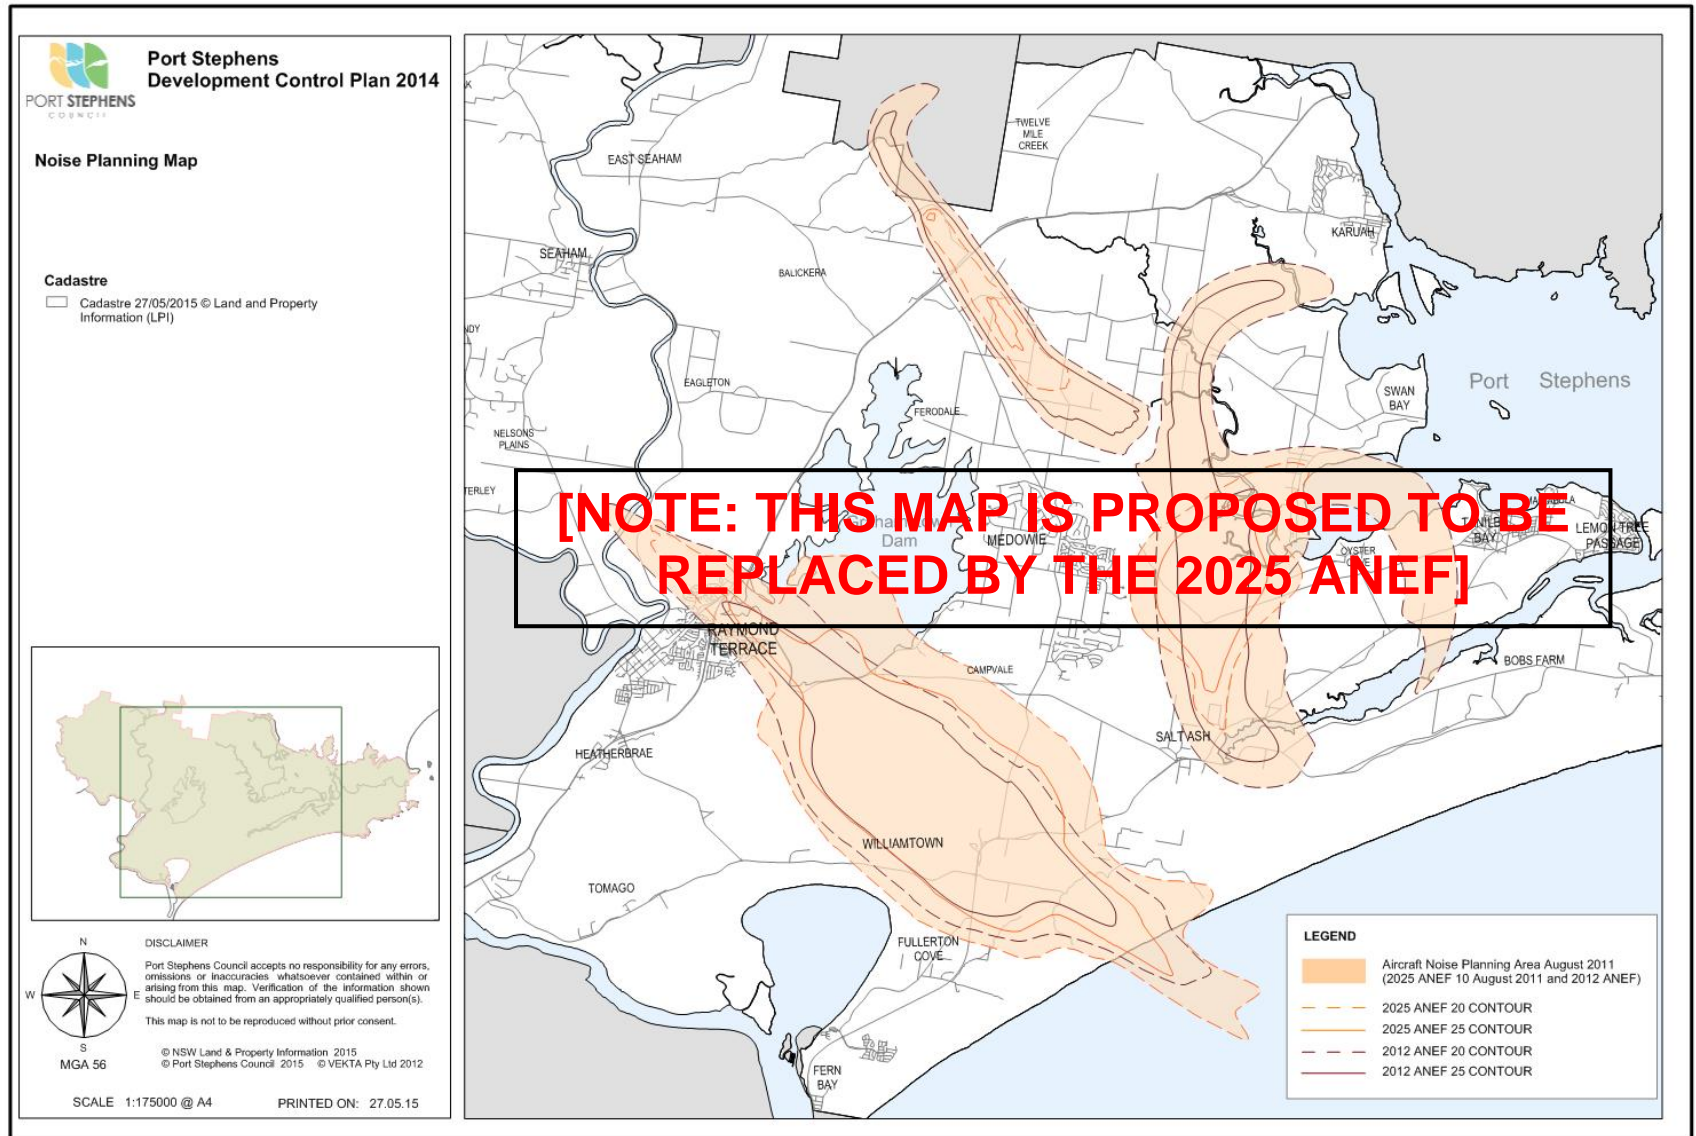 PORT STEPHENS
COUNCIL
Port Stephens
Development Control Plan 2014
Noise Planning Map
Cadastre
Cadastre 27/05/2015 © Land and Property
Information (LPI)
DISCLAIMER
Port Stephens Council accepts no responsibility for any errors,
omissions or inaccuracies whatsoever contained within or
arising from this map. Verification of the information shown
should be obtained from an appropriately qualified person(s).
This map is not to be reproduced without prior consent.
© NSW Land & Property Information 2015
© Port Stephens Council 2015 © VEKTA Pty Ltd 2012
N
W
E
S
MGA 56
SCALE 1:175000 @ A4
PRINTED ON: 27.05.15
K
TWELVE
MILE
CREEK
EAST SEAHAM
KARUAH
SEAHAM
BALICKERA
NDY
EAGLETON
SWAN
BAY
Port Stephens
FERODALE
NELSONS
PLAINS
TERLEY
[NOTE: THIS MAP IS PROPOSED TO BE
REPLACED BY THE 2025 ANEF]
Dam
MEDOWIE
OYSTER
BAY
LEMON TREE
PASSAGE
RAYMOND
TERRACE
CAMPVALE
BOBS FARM
SALT ASH
HEATHERBRAE
WILLIAMTOWN
TOMAGO
FULLERTON
COVE
FERN
BAY
LEGEND
Aircraft Noise Planning Area August 2011
(2025 ANEF 10 August 2011 and 2012 ANEF)
2025 ANEF 20 CONTOUR
2025 ANEF 25 CONTOUR
2012 ANEF 20 CONTOUR
2012 ANEF 25 CONTOUR